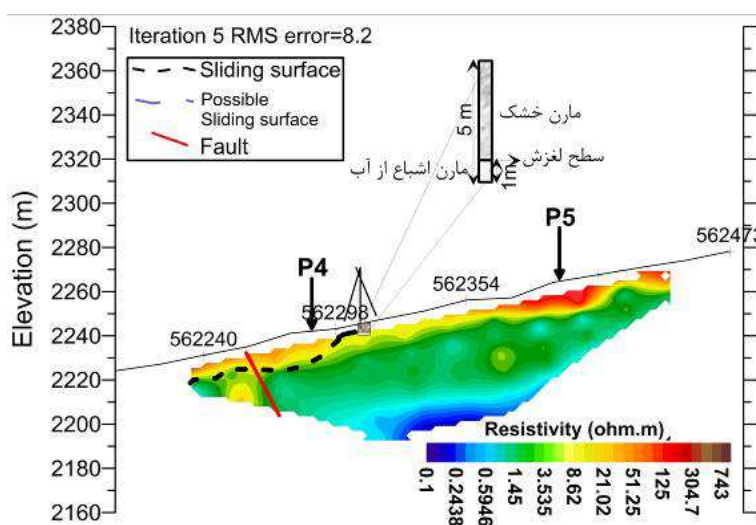 Iteration 5 RMS error=8.2
Sliding surface
Possible
Sliding surface
Fault
Elevation (m)
2380
2360
2340
2320
2300
2280
2260
2240
2220
2200
2180
2160
5 m
مارن خشک
سطح لغزش
1m
مارن اشباع از آب
P4
P5
562240
562298
562354
562473
Resistivity (ohm.m)
0.1
0.2438
0.5946
1.45
3.535
8.62
21.02
51.25
125
304.7
743